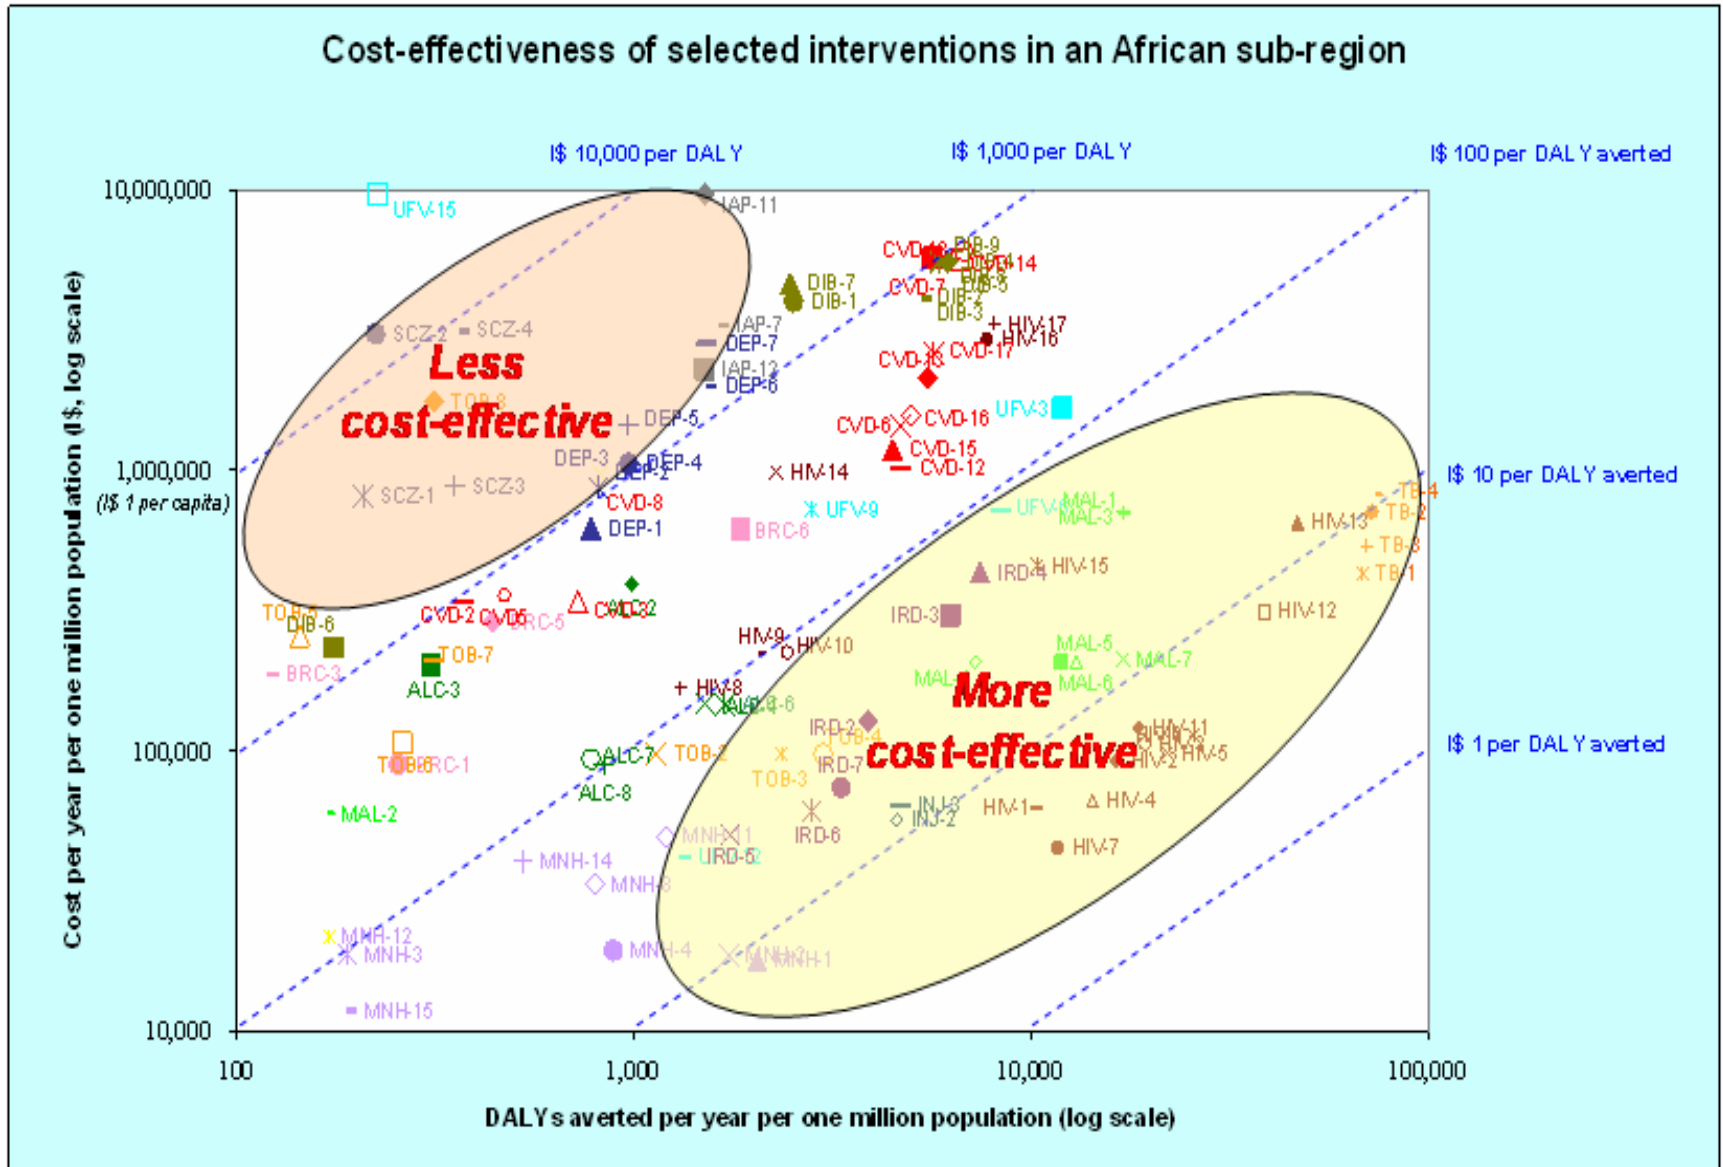 Cost-effectiveness of selected interventions in an African sub-region
I$ 10,000 per DALY
I$ 1,000 per DALY
I$ 100 per DALY averted
10,000,000
UFV-15
IAP-11
DIB-9
CVD-14
CVD-7
DIB-7
DIB-1
DIB-2
DIB-5
DIB-3
SCZ-2
SCZ-4
IAP-7
DEP-7
HIV-17
HIV-16
CVD-17
Less
DEP-6
TOB-8
cost-effective
DEP-5
CVD-6
CVD-16
UFV-3
CVD-15
DEP-3
DEP-4
DEP-2
CVD-12
1,000,000
(I$ 1 per capita)
HIV-14
I$ 10 per DALY averted
SCZ-1
SCZ-3
CVD-8
DEP-1
BRC-6
UFV-9
MAL-1
MAL-3
TB-4
TB-2
HIV-13
TB-3
TB-1
IRD-4
HIV-15
TOB-5
DIB-6
CVD-2
CVD5
BRC-5
CVD-3
IRD-3
HIV-12
BRC-3
TOB-7
ALC-3
HIV-9
HIV-10
HIV-8
MAL-5
MAL-6
MAL-7
More
cost-effective
IRD-2
HIV-11
HIV-5
HIV-2
100,000
I$ 1 per DALY averted
TOB-6
BRC-1
ALC-7
ALC-8
TOB-2
TOB-3
TOB-4
IRD-7
MAL-2
INJ-3
INJ-2
HIV-1
HIV-4
HIV-7
IRD-6
IRD-5
MNH-11
MNH-14
MNH-8
MNH-12
MNH-3
MNH-4
MNH-1
MNH-15
10,000
100
1,000
10,000
100,000
Cost per year per one million population (I$, log scale)
DALYs averted per year per one million population (log scale)